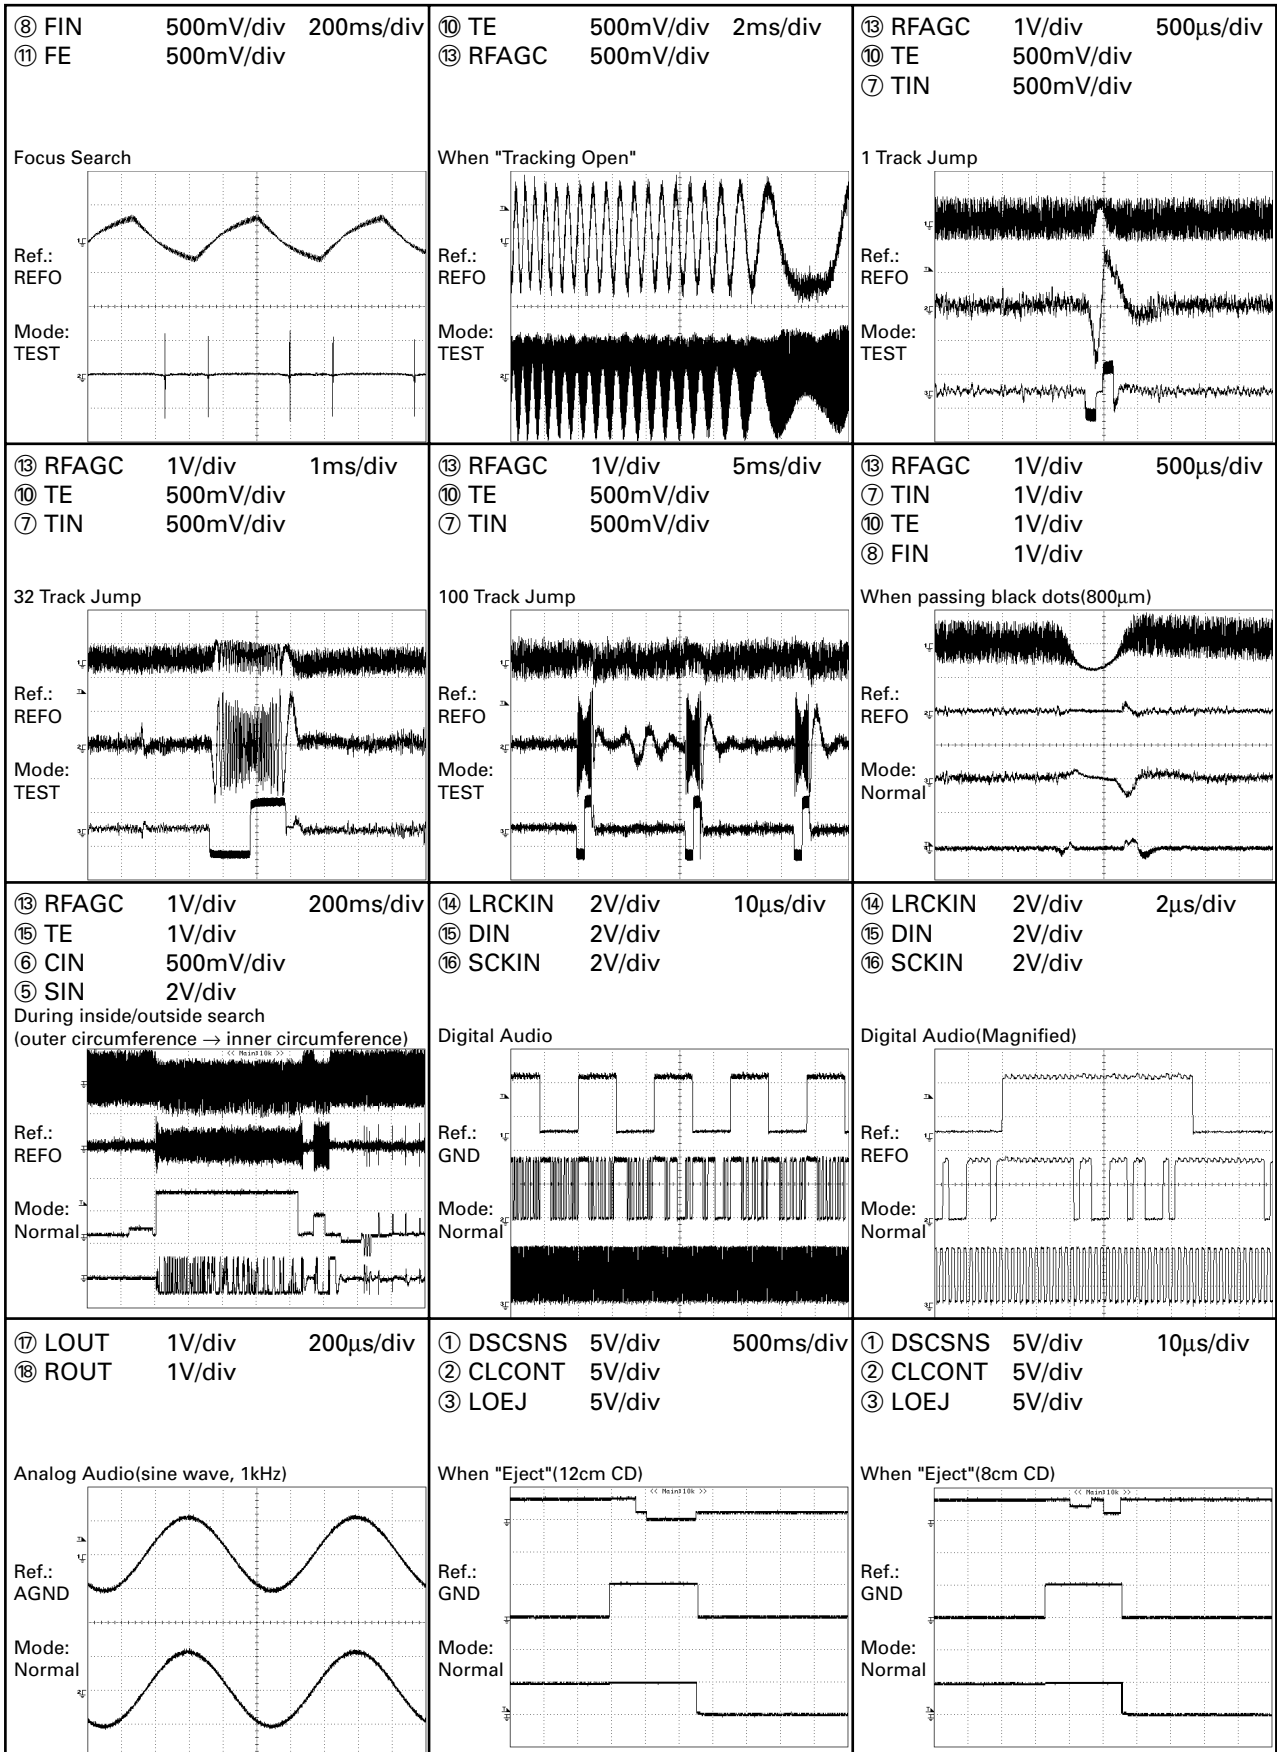 ⑧ FIN 500mV/div 200ms/div
⑪ FE 500mV/div
Focus Search
Ref.:
REFO
Mode:
TEST
⑩ TE 500mV/div 2ms/div
⑬ RFAGC 500mV/div
When "Tracking Open"
Ref.:
REFO
Mode:
TEST
⑬ RFAGC 1V/div 500µs/div
⑩ TE 500mV/div
⑦ TIN 500mV/div
1 Track Jump
Ref.:
REFO
Mode:
TEST
⑬ RFAGC 1V/div 1ms/div
⑩ TE 500mV/div
⑦ TIN 500mV/div
32 Track Jump
Ref.:
REFO
Mode:
TEST
⑬ RFAGC 1V/div 5ms/div
⑩ TE 500mV/div
⑦ TIN 500mV/div
100 Track Jump
Ref.:
REFO
Mode:
TEST
⑬ RFAGC 1V/div 500µs/div
⑦ TIN 1V/div
⑩ TE 1V/div
⑧ FIN 1V/div
When passing black dots(800µm)
Ref.:
REFO
Mode:
Normal
⑬ RFAGC 1V/div 200ms/div
⑮ TE 1V/div
⑥ CIN 500mV/div
⑤ SIN 2V/div
During inside/outside search
(outer circumference → inner circumference)
<< Main:10k >>
Ref.:
REFO
Mode:
Normal
⑭ LRCKIN 2V/div 10µs/div
⑮ DIN 2V/div
⑯ SCKIN 2V/div
Digital Audio
Ref.:
GND
Mode:
Normal
⑭ LRCKIN 2V/div 2µs/div
⑮ DIN 2V/div
⑯ SCKIN 2V/div
Digital Audio(Magnified)
Ref.:
REFO
Mode:
Normal
⑰ LOUT 1V/div 200µs/div
⑱ ROUT 1V/div
Analog Audio(sine wave, 1kHz)
Ref.:
AGND
Mode:
Normal
① DSCSNS 5V/div 500ms/div
② CLCONT 5V/div
③ LOEJ 5V/div
When "Eject"(12cm CD)
<< Main:10k >>
Ref.:
GND
Mode:
Normal
① DSCSNS 5V/div 10µs/div
② CLCONT 5V/div
③ LOEJ 5V/div
When "Eject"(8cm CD)
<< Main:10k >>
Ref.:
GND
Mode:
Normal